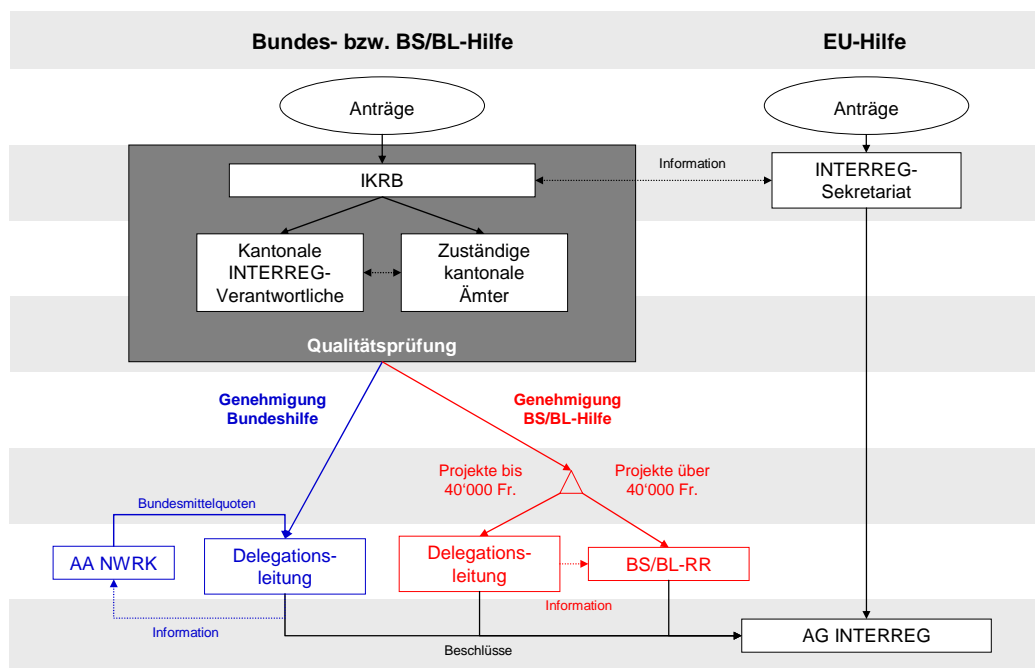 Bundes- bzw. BS/BL-Hilfe
EU-Hilfe
Anträge
Anträge
Information
IKRB
INTERREG-
Sekretariat
Kantonale
INTERREG-
Verantwortliche
Zuständige
kantonale
Ämter
Qualitätsprüfung
Genehmigung
Bundeshilfe
Genehmigung
BS/BL-Hilfe
Projekte bis
40‘000 Fr.
Projekte über
40‘000 Fr.
Bundesmittelquoten
AA NWRK
Delegations-
leitung
Delegations-
leitung
BS/BL-RR
Information
Information
Beschlüsse
AG INTERREG